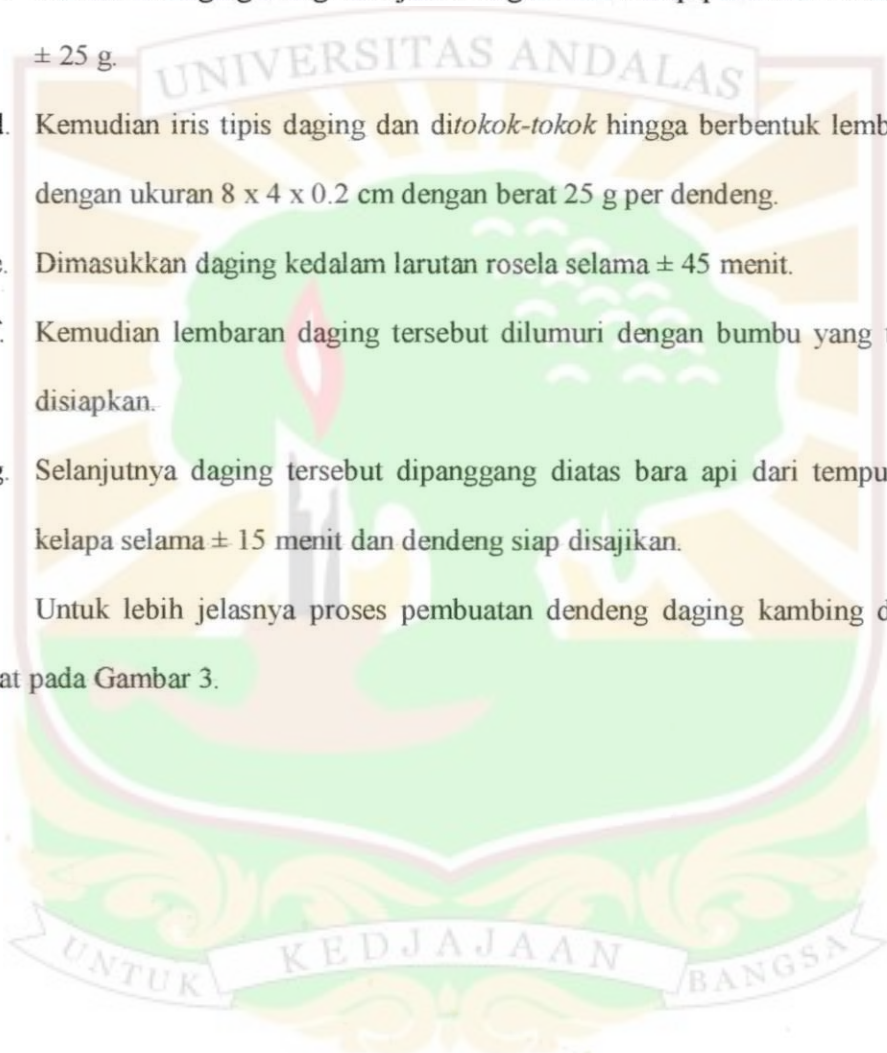 ± 25 g.
UNIVERSITAS ANDALAS
Kemudian iris tipis daging dan ditokok-tokok hingga berbentuk lemb
dengan ukuran 8 x 4 x 0.2 cm dengan berat 25 g per dendeng.
Dimasukkan daging kedalam larutan rosela selama ± 45 menit.
Kemudian lembaran daging tersebut dilumuri dengan bumbu yang
disiapkan.
g. Selanjutnya daging tersebut dipanggang diatas bara api dari tempu
kelapa selama ± 15 menit dan dendeng siap disajikan.
Untuk lebih jelasnya proses pembuatan dendeng daging kambing d
at pada Gambar 3.
UNTUK KEDJAJAAN BANGSA